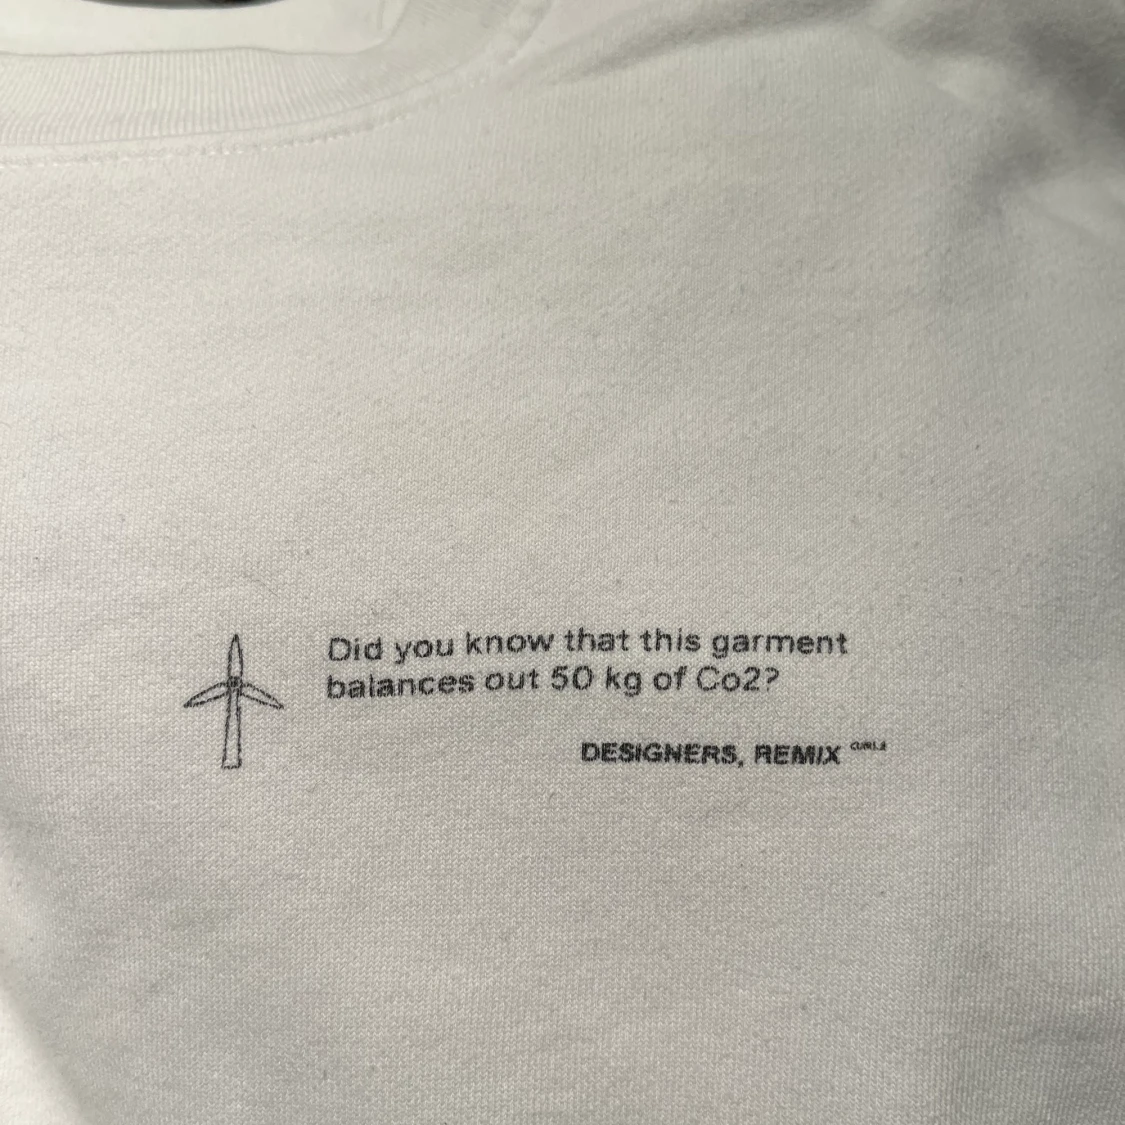 Did you know that this garment
balances out 50 kg of Co2?
DESIGNERS, REMIX